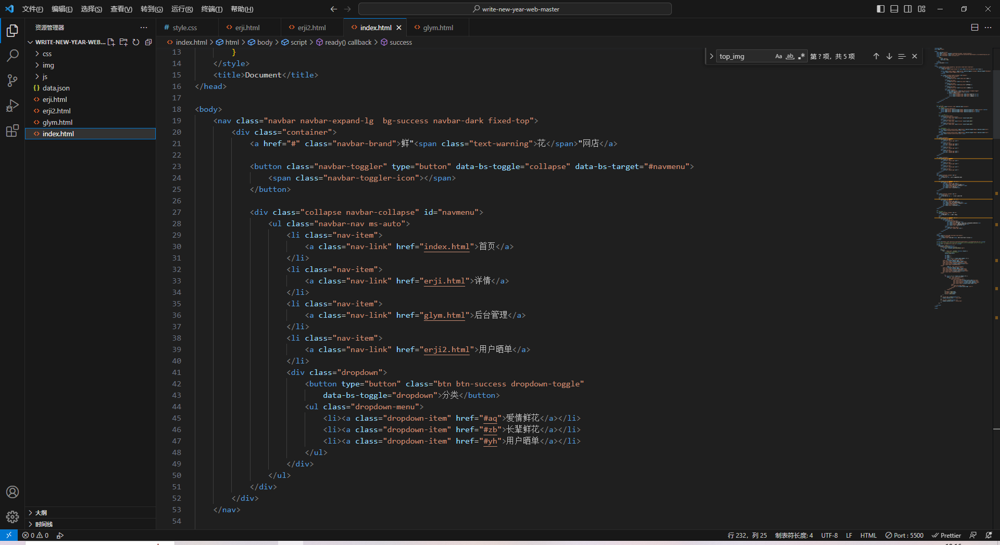 文件(F) 编辑(E) 选择(S) 查看(V) 转到(G) 运行(R) 终端(T) 帮助(H) write-new-year-web-master
资源管理器
WRITE-NEW-YEAR-WEB...
css
img
js
data.json
erji.html
erji2.html
glym.html
index.html
大纲
时间线
# style.css <> erji.html <> erji2.html <> index.html <> glym.html
index.html > html > body > script > ready() callback > success
top_img Aa ab 第 ? 项, 共 5 项
13 }
14 </style>
15 <title>Document</title>
16 </head>
17
18 <body>
19 <nav class="navbar navbar-expand-lg  bg-success navbar-dark fixed-top">
20 <div class="container">
21 <a href="#" class="navbar-brand">鲜"<span class="text-warning">花</span>"网店</a>
22
23 <button class="navbar-toggler" type="button" data-bs-toggle="collapse" data-bs-target="#navmenu">
24 <span class="navbar-toggler-icon"></span>
25 </button>
26
27 <div class="collapse navbar-collapse" id="navmenu">
28 <ul class="navbar-nav ms-auto">
29 <li class="nav-item">
30 <a class="nav-link" href="index.html">首页</a>
31 </li>
32 <li class="nav-item">
33 <a class="nav-link" href="erji.html">详情</a>
34 </li>
35 <li class="nav-item">
36 <a class="nav-link" href="glym.html">后台管理</a>
37 </li>
38 <li class="nav-item">
39 <a class="nav-link" href="erji2.html">用户晒单</a>
40 </li>
41 <div class="dropdown">
42 <button type="button" class="btn btn-success dropdown-toggle"
43 data-bs-toggle="dropdown">分类</button>
44 <ul class="dropdown-menu">
45 <li><a class="dropdown-item" href="#aq">爱情鲜花</a></li>
46 <li><a class="dropdown-item" href="#zb">长辈鲜花</a></li>
47 <li><a class="dropdown-item" href="#yh">用户晒单</a></li>
48 </ul>
49 </div>
50 </ul>
51 </div>
52 </div>
53 </nav>
54
0 0 行 232, 列 25 制表符长度: 4 UTF-8 LF HTML Port : 5500 Prettier